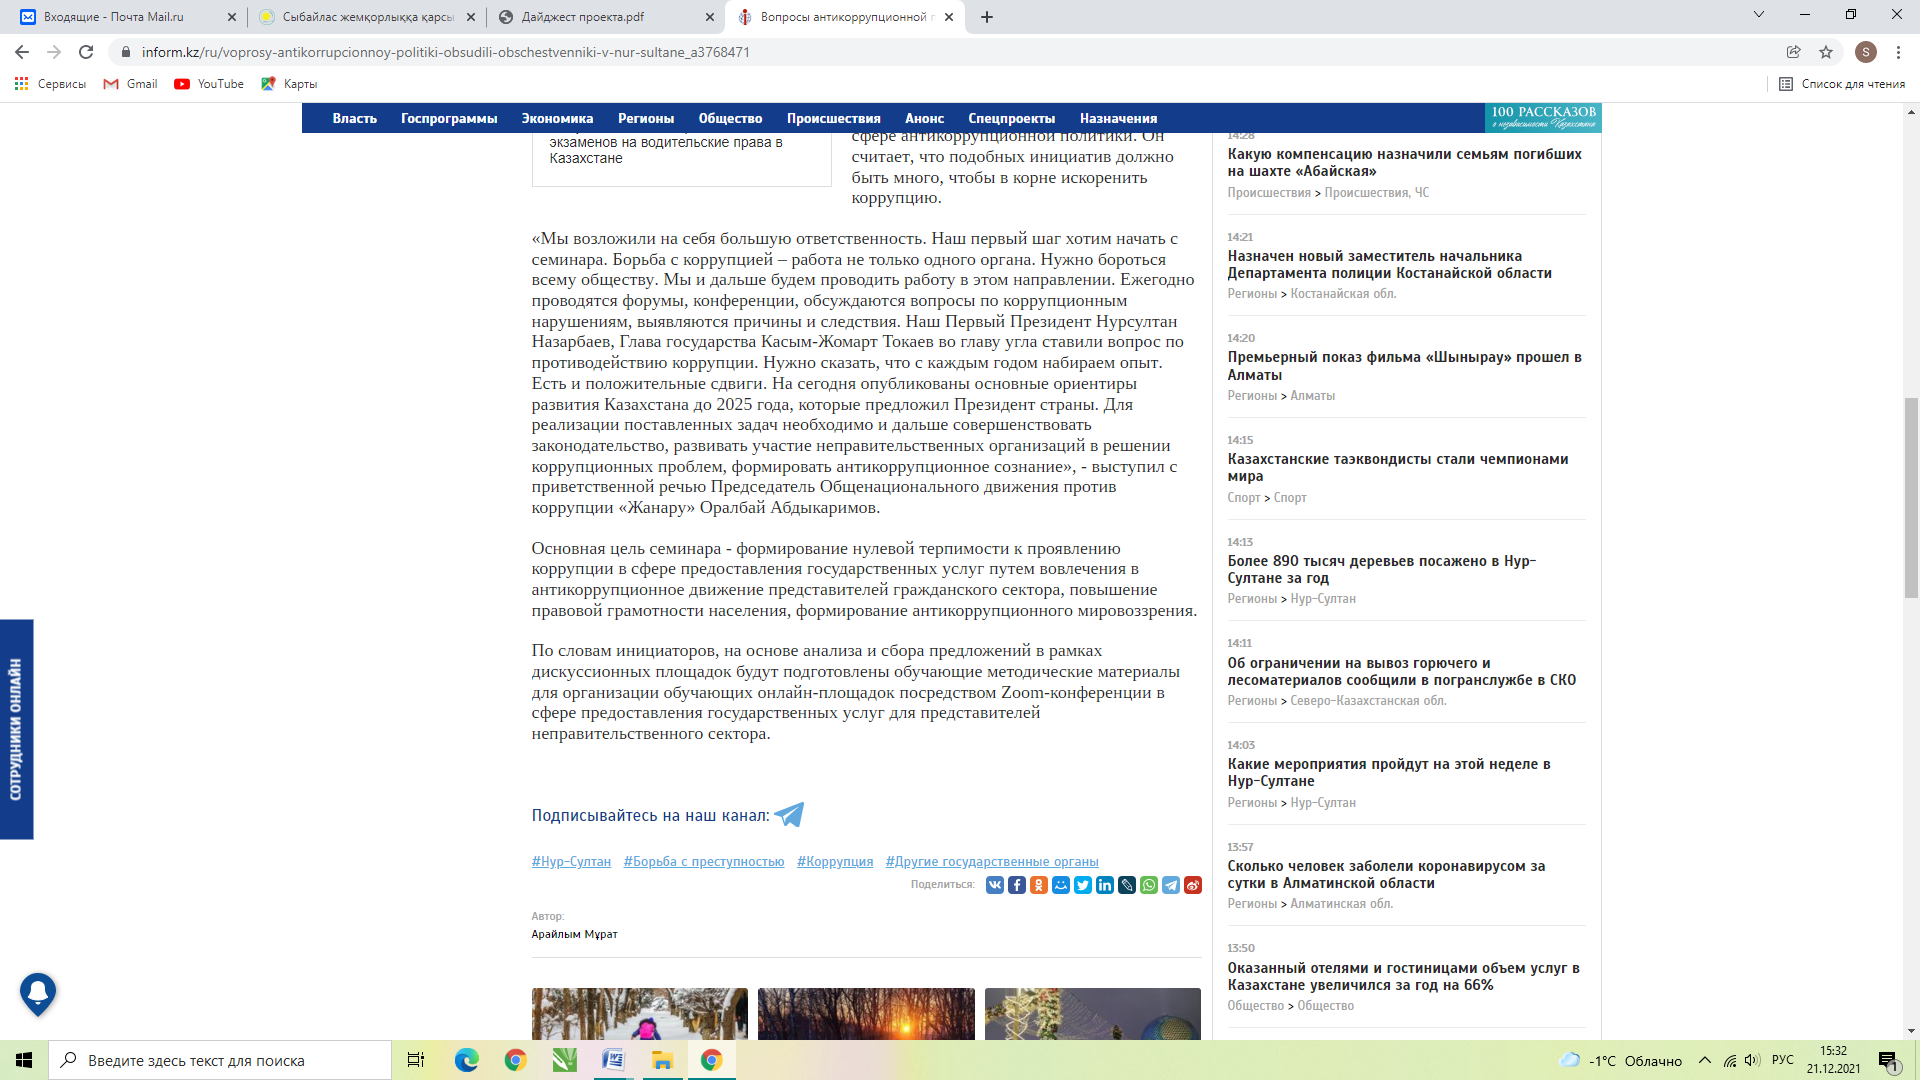 Входящие - Почта Mail.ru
Сыбайлас жемқорлыққа қарсы
Дайджест проекта.pdf
Вопросы антикоррупционной
inform.kz/ru/voprosy-antikorrupcionnoy-politiki-obsudili-obschestvenniki-v-nur-sultane_a3768471
S
Сервисы
Gmail
YouTube
Карты
Список для чтения
Власть Госпрограммы Экономика Регионы Общество Происшествия Анонс Спецпроекты Назначения
100 РАССКАЗОВ
о независимости Казахстана
экзаменов на водительские права в
Казахстане
сфере антикоррупционной политики. Он
считает, что подобных инициатив должно
быть много, чтобы в корне искоренить
коррупцию.
«Мы возложили на себя большую ответственность. Наш первый шаг хотим начать с
семинара. Борьба с коррупцией – работа не только одного органа. Нужно бороться
всему обществу. Мы и дальше будем проводить работу в этом направлении. Ежегодно
проводятся форумы, конференции, обсуждаются вопросы по коррупционным
нарушениям, выявляются причины и следствия. Наш Первый Президент Нурсултан
Назарбаев, Глава государства Касым-Жомарт Токаев во главу угла ставили вопрос по
противодействию коррупции. Нужно сказать, что с каждым годом набираем опыт.
Есть и положительные сдвиги. На сегодня опубликованы основные ориентиры
развития Казахстана до 2025 года, которые предложил Президент страны. Для
реализации поставленных задач необходимо и дальше совершенствовать
законодательство, развивать участие неправительственных организаций в решении
коррупционных проблем, формировать антикоррупционное сознание», - выступил с
приветственной речью Председатель Общенационального движения против
коррупции «Жанару» Оралбай Абдыкаримов.
Основная цель семинара - формирование нулевой терпимости к проявлению
коррупции в сфере предоставления государственных услуг путем вовлечения в
антикоррупционное движение представителей гражданского сектора, повышение
правовой грамотности населения, формирование антикоррупционного мировоззрения.
По словам инициаторов, на основе анализа и сбора предложений в рамках
дискуссионных площадок будут подготовлены обучающие методические материалы
для организации обучающих онлайн-площадок посредством Zoom-конференции в
сфере предоставления государственных услуг для представителей
неправительственного сектора.
Подписывайтесь на наш канал:
#Нур-Султан #Борьба с преступностью #Коррупция #Другие государственные органы
Поделиться:
Автор:
Арайлым Мұрат
14:28
Какую компенсацию назначили семьям погибших
на шахте «Абайская»
Происшествия > Происшествия, ЧС
14:21
Назначен новый заместитель начальника
Департамента полиции Костанайской области
Регионы > Костанайская обл.
14:20
Премьерный показ фильма «Шынырау» прошел в
Алматы
Регионы > Алматы
14:15
Казахстанские таэквондисты стали чемпионами
мира
Спорт > Спорт
14:13
Более 890 тысяч деревьев посажено в Нур-
Султане за год
Регионы > Нур-Султан
14:11
Об ограничении на вывоз горючего и
лесоматериалов сообщили в погранслужбе в СКО
Регионы > Северо-Казахстанская обл.
14:03
Какие мероприятия пройдут на этой неделе в
Нур-Султане
Регионы > Нур-Султан
13:57
Сколько человек заболели коронавирусом за
сутки в Алматинской области
Регионы > Алматинская обл.
13:50
Оказанный отелями и гостиницами объем услуг в
Казахстане увеличился за год на 66%
Общество > Общество
СОТРУДНИКИ ОНЛАЙН
Введите здесь текст для поиска
-1°C Облачно
РУС
15:32
21.12.2021
1